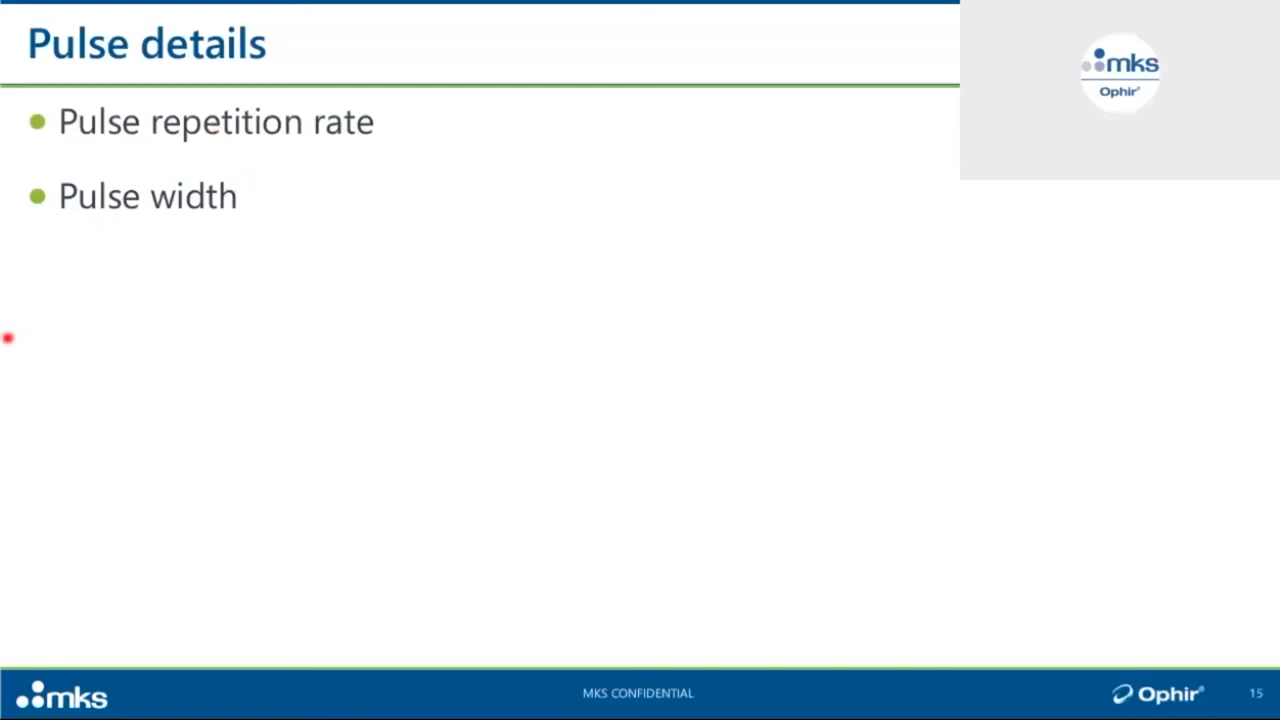 Pulse details
mks
Ophir®
Pulse repetition rate
Pulse width
mks
MKS CONFIDENTIAL
Ophir®
15